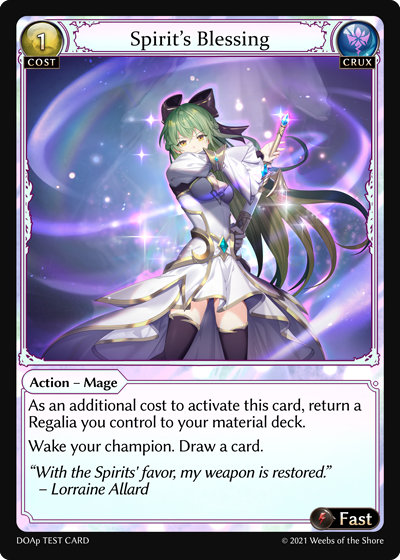 1
Spirit's Blessing
COST
CRUX
Action – Mage
As an additional cost to activate this card, return a
Regalia you control to your material deck.
Wake your champion. Draw a card.
“With the Spirits' favor, my weapon is restored.”
– Lorraine Allard
Fast
DOAp TEST CARD
© 2021 Weebs of the Shore